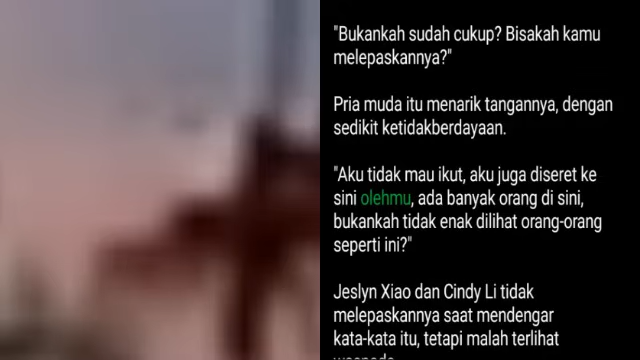 "Bukankah sudah cukup? Bisakah kamu
melepaskannya?"
Pria muda itu menarik tangannya, dengan
sedikit ketidakberdayaan.
"Aku tidak mau ikut, aku juga diseret ke
sini olehmu, ada banyak orang di sini,
bukankah tidak enak dilihat orang-orang
seperti ini?"
Jeslyn Xiao dan Cindy Li tidak
melepaskannya saat mendengar
kata-kata itu, tetapi malah terlihat